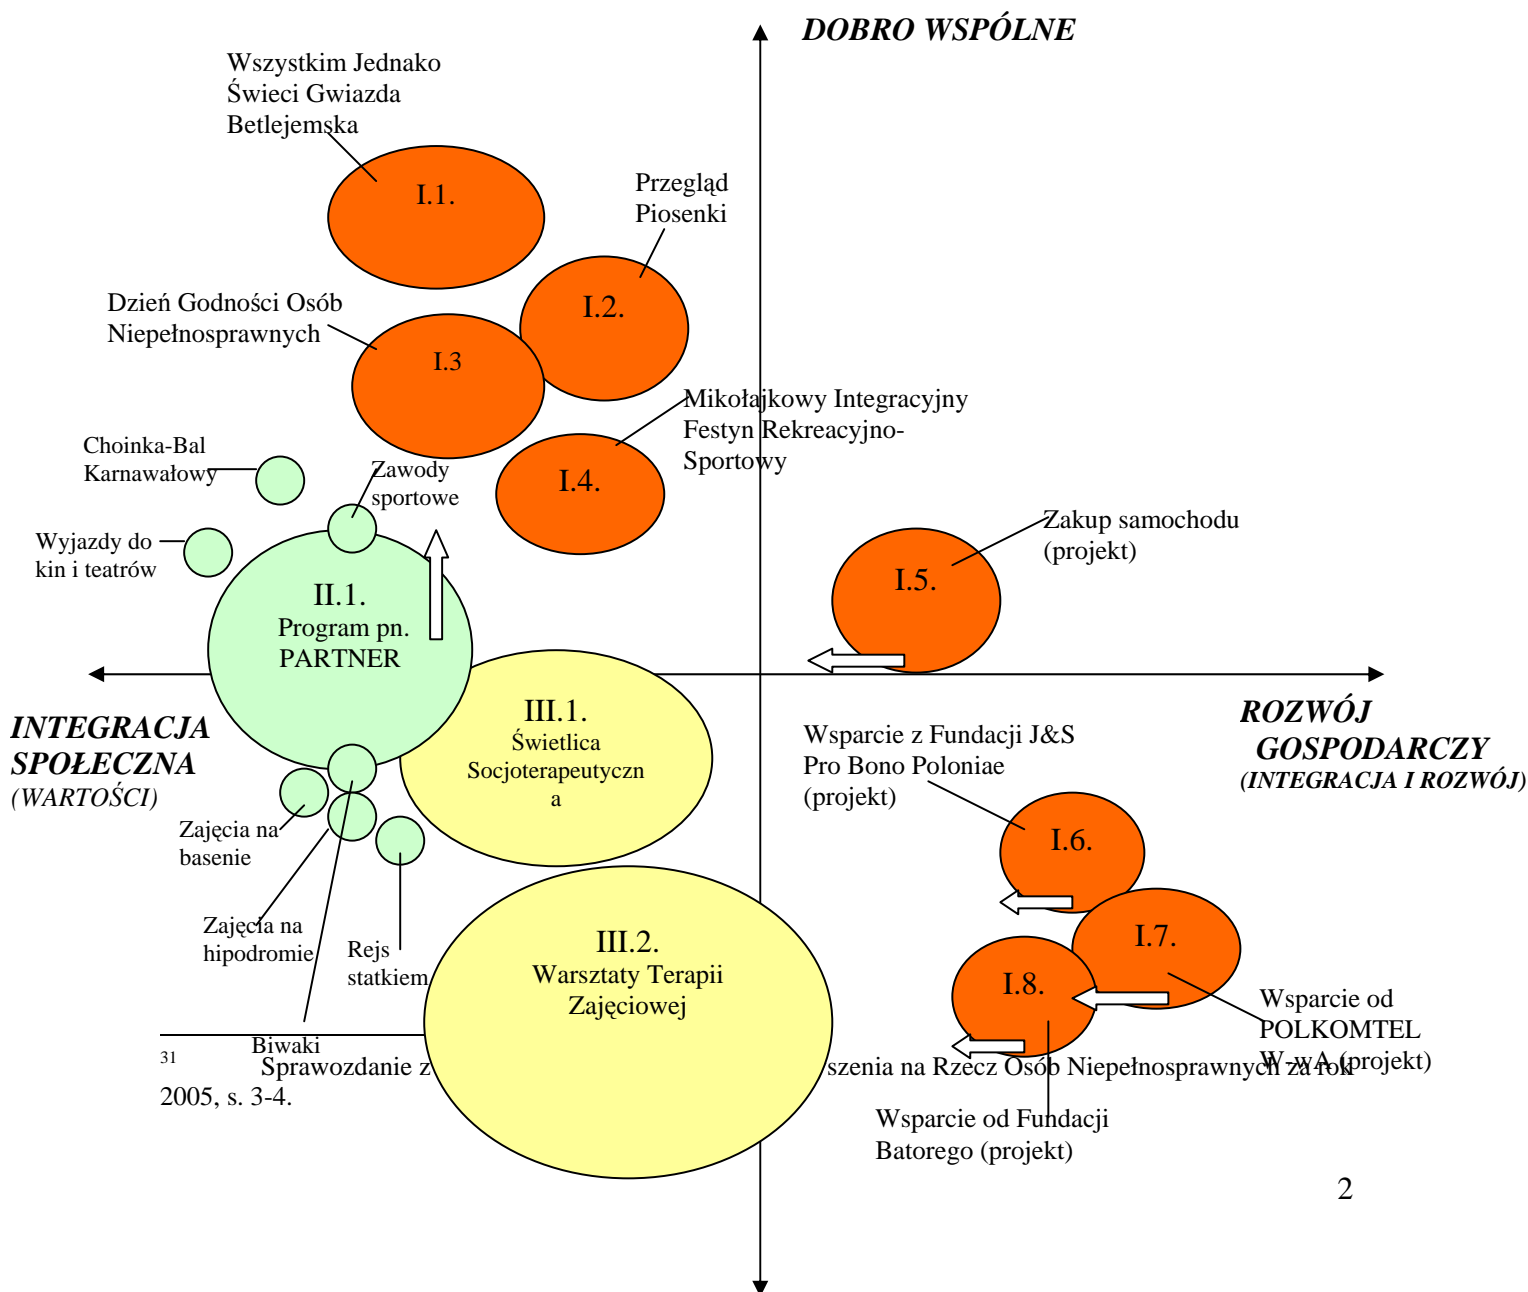 DOBRO WSPÓLNE
Wszystkim Jednako
Świeci Gwiazda
Betlejemska
I.1.
Przegląd
Piosenki
I.2.
Dzień Godności Osób
Niepełnosprawnych
I.3
Mikołajkowy Integracyjny
Festyn Rekreacyjno-
Sportowy
I.4.
Choinka-Bal
Karnawałowy
Zawody
sportowe
Wyjazdy do
kin i teatrów
II.1.
Program pn.
PARTNER
Zakup samochodu
(projekt)
I.5.
INTEGRACJA
SPOŁECZNA
(WARTOŚCI)
III.1.
Świetlica
Socjoterapeutyczn
a
ROZWÓJ
GOSPODARCZY
(INTEGRACJA I ROZWÓJ)
Wsparcie z Fundacji J&S
Pro Bono Poloniae
(projekt)
I.6.
Zajęcia na
basenie
Zajęcia na
hipodromie
Rejs
statkiem
III.2.
Warsztaty Terapii
Zajęciowej
I.7.
I.8.
Wsparcie od
POLKOMTEL
W-wA (projekt)
Biwaki
31 Sprawozdanie z szenia na Rzecz Osób Niepełnosprawnych za rok
2005, s. 3-4.
Wsparcie od Fundacji
Batorego (projekt)
2